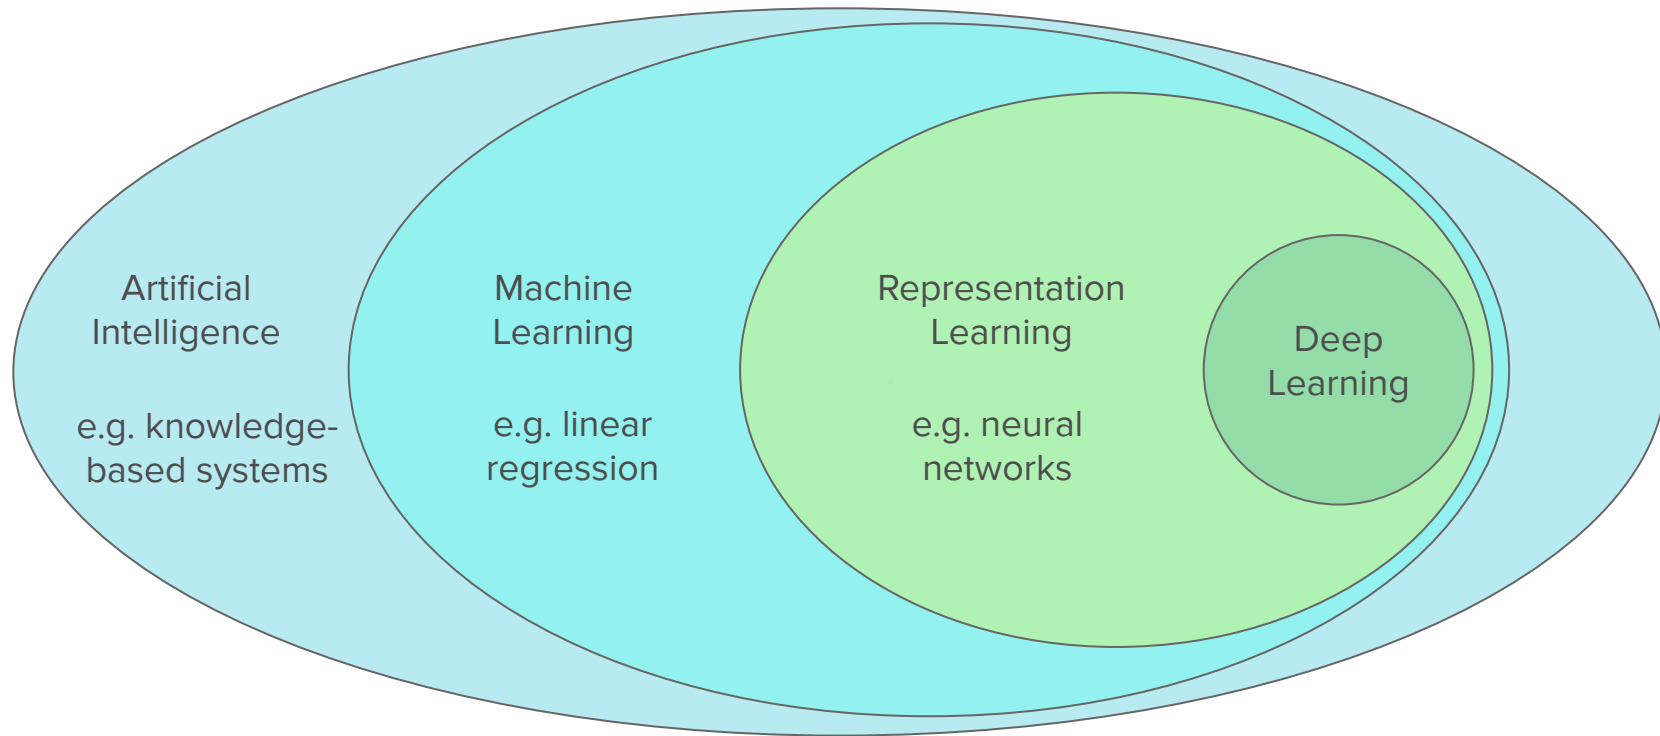 Artificial
Intelligence
e.g. knowledge-
based systems
Machine
Learning
e.g. linear
regression
Representation
Learning
e.g. neural
networks
Deep
Learning